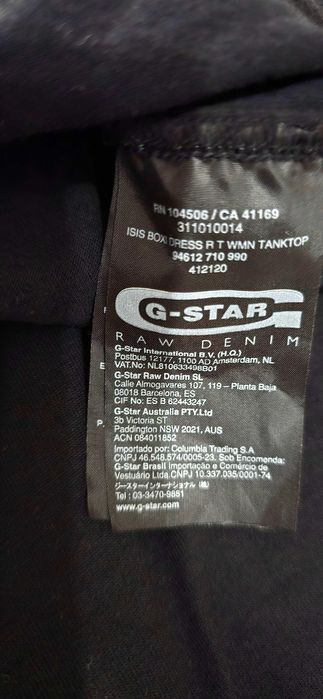 RN 104506 / CA 41169
311010014
ISIS BOXI DRESS R T WMN TANKTOP
94612 710 990
412120
G-STAR
RAW DENIM
G-Star International B.V. (H.Q.)
Postbus 12177, 1100 AD Amsterdam, NL
VAT.No: NL810633498B01
G-Star Raw Denim SL.
Calle Almogavares 107, 119 – Planta Baja
08018 Barcelona, ES
CIF No: ES B 62443247
G-Star Australia PTY.Ltd
3b Victoria ST
Paddington NSW 2021, AUS
ACN 084011852
Importado por: Columbia Trading S.A
CNPJ 46.548.574/0005-23. Sob Encomenda:
G-Star Brasil Importação e Comércio de
Vestuário Ltda.CNPJ 10.337.035/0001-74
ジースターインターナショナル (株)
Tel : 03-3470-9881
www.g-star.com